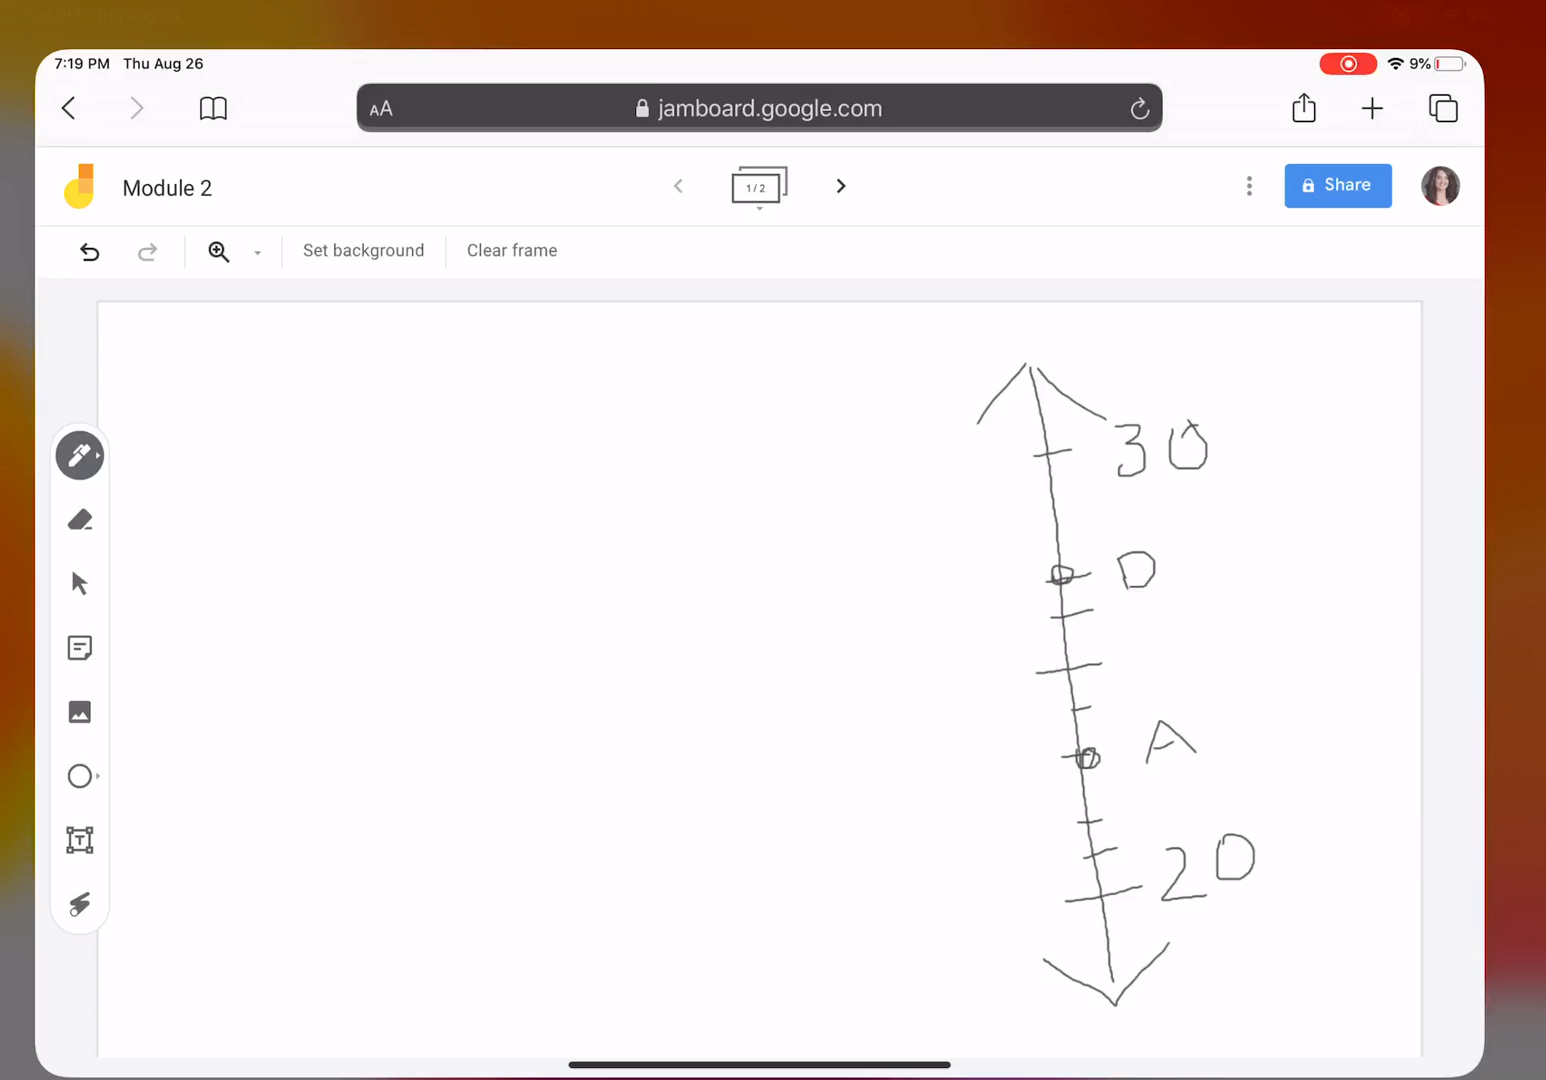 7:19 PM Thu Aug 26
9%
AA jamboard.google.com
Module 2
1/2
Share
Set background
Clear frame
30
D
A
20